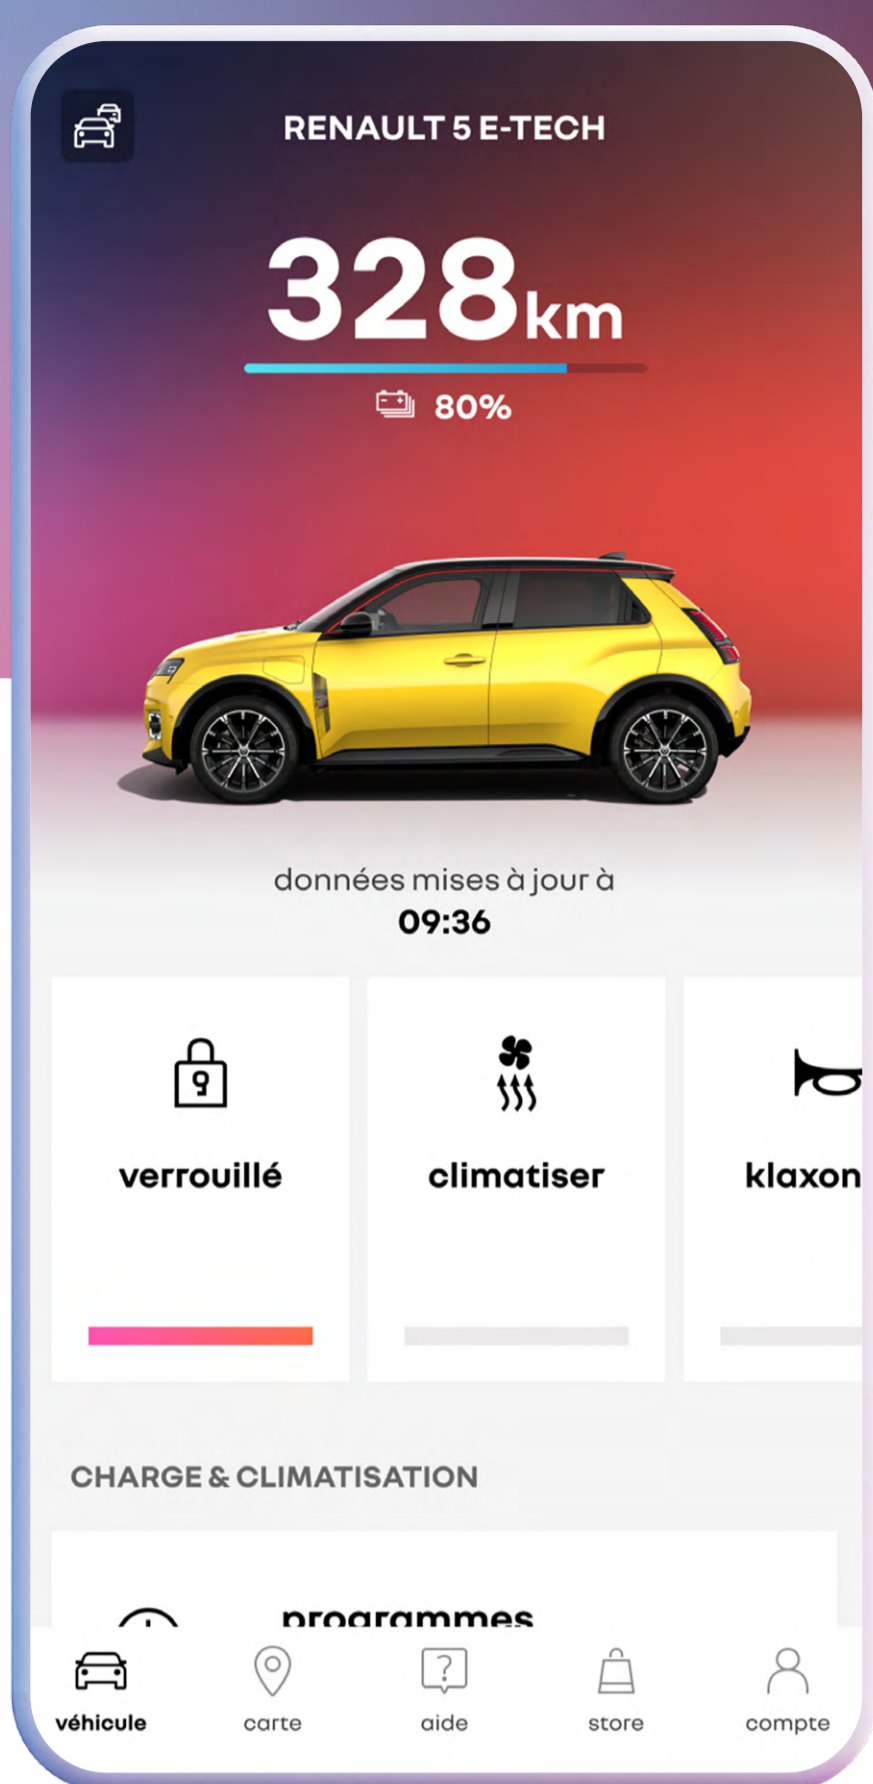 RENAULT 5 E-TECH
328km
80%
données mises à jour à
09:36
verrouillé
climatiser
klaxon
CHARGE & CLIMATISATION
programmes
véhicule
carte
aide
store
compte